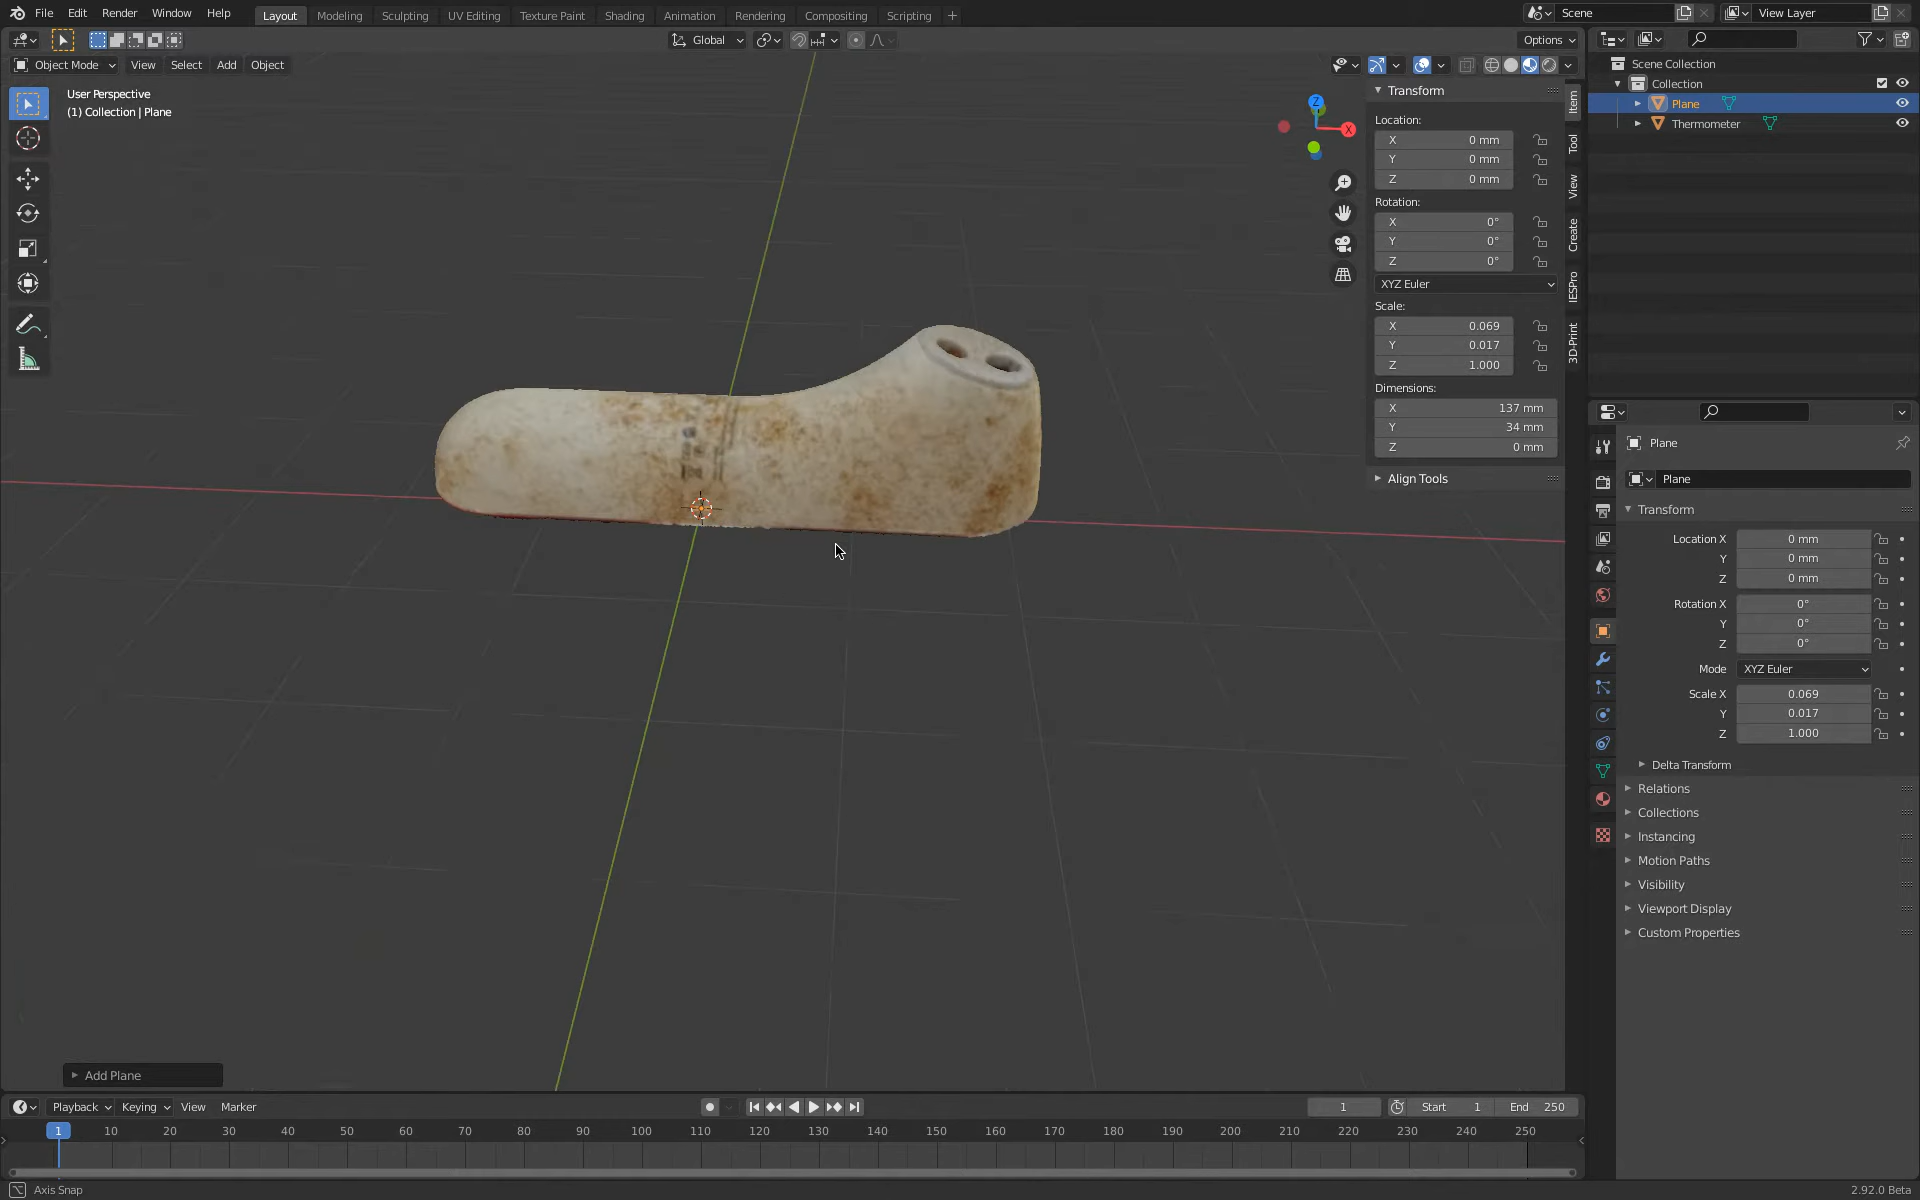 File Edit Render Window Help Layout Modeling Sculpting UV Editing Texture Paint Shading Animation Rendering Compositing Scripting + Scene View Layer
Global Options
Object Mode View Select Add Object
User Perspective
(1) Collection | Plane
Z
X
Transform
Location:
X 0 mm
Y 0 mm
Z 0 mm
Rotation:
X 0°
Y 0°
Z 0°
XYZ Euler
Scale:
X 0.069
Y 0.017
Z 1.000
Dimensions:
X 137 mm
Y 34 mm
Z 0 mm
Align Tools
Item
Tool
View
Create
IESPro
3D-Print
Scene Collection
Collection
Plane
Thermometer
Plane
Plane
Transform
Location X 0 mm
Y 0 mm
Z 0 mm
Rotation X 0°
Y 0°
Z 0°
Mode XYZ Euler
Scale X 0.069
Y 0.017
Z 1.000
Delta Transform
Relations
Collections
Instancing
Motion Paths
Visibility
Viewport Display
Custom Properties
Add Plane
Playback Keying View Marker 1 Start 1 End 250
1 10 20 30 40 50 60 70 80 90 100 110 120 130 140 150 160 170 180 190 200 210 220 230 240 250
Axis Snap 2.92.0 Beta